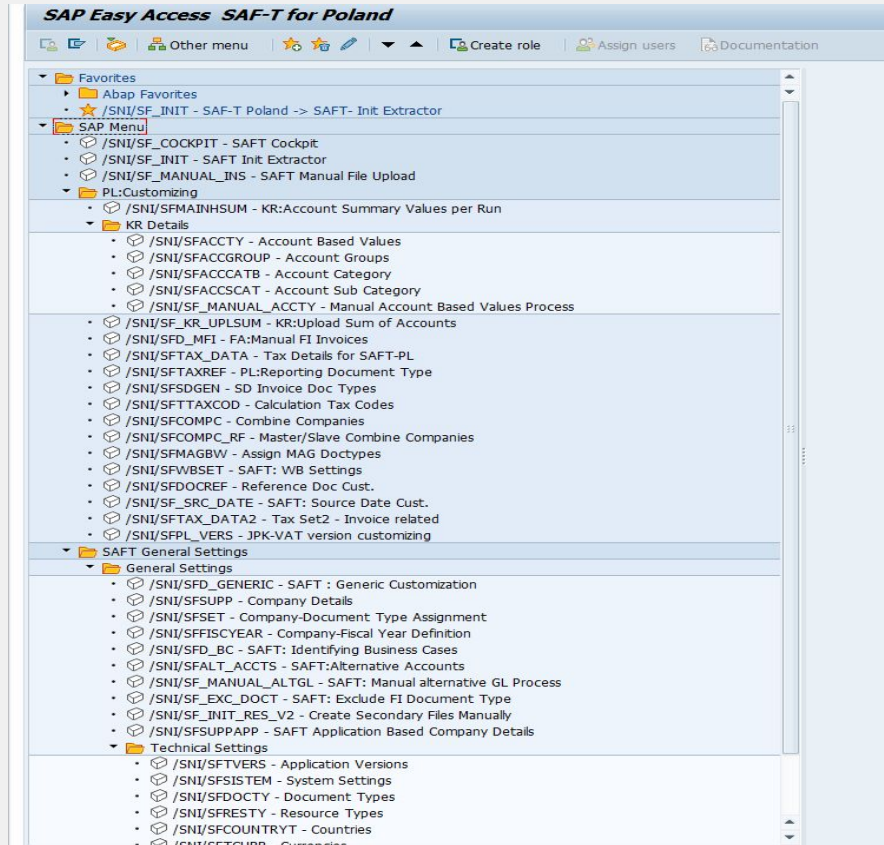 SAP Easy Access SAF-T for Poland
Other menu Create role Assign users Documentation
Favorites
Abap Favorites
/SNI/SF_INIT - SAF-T Poland -> SAFT- Init Extractor
SAP Menu
/SNI/SF_COCKPIT - SAFT Cockpit
/SNI/SF_INIT - SAFT Init Extractor
/SNI/SF_MANUAL_INS - SAFT Manual File Upload
PL:Customizing
/SNI/SFMAINHSUM - KR:Account Summary Values per Run
KR Details
/SNI/SFACCTY - Account Based Values
/SNI/SFACCGROUP - Account Groups
/SNI/SFACCCATB - Account Category
/SNI/SFACCSCAT - Account Sub Category
/SNI/SF_MANUAL_ACCTY - Manual Account Based Values Process
/SNI/SF_KR_UPLSUM - KR:Upload Sum of Accounts
/SNI/SFD_MFI - FA:Manual FI Invoices
/SNI/SFTAX_DATA - Tax Details for SAFT-PL
/SNI/SFTAXREF - PL:Reporting Document Type
/SNI/SFSDGEN - SD Invoice Doc Types
/SNI/SFTTAXCOD - Calculation Tax Codes
/SNI/SFCOMPC - Combine Companies
/SNI/SFCOMPC_RF - Master/Slave Combine Companies
/SNI/SFMAGBW - Assign MAG Doctypes
/SNI/SFWBSET - SAFT: WB Settings
/SNI/SFDOCREF - Reference Doc Cust.
/SNI/SF_SRC_DATE - SAFT: Source Date Cust.
/SNI/SFTAX_DATA2 - Tax Set2 - Invoice related
/SNI/SFPL_VERS - JPK-VAT version customizing
SAFT General Settings
General Settings
/SNI/SFD_GENERIC - SAFT : Generic Customization
/SNI/SFSUPP - Company Details
/SNI/SFSET - Company-Document Type Assignment
/SNI/SFFISCYEAR - Company-Fiscal Year Definition
/SNI/SFD_BC - SAFT: Identifying Business Cases
/SNI/SFALT_ACCTS - SAFT:Alternative Accounts
/SNI/SF_MANUAL_ALTGL - SAFT: Manual alternative GL Process
/SNI/SF_EXC_DOCT - SAFT: Exclude FI Document Type
/SNI/SF_INIT_RES_V2 - Create Secondary Files Manually
/SNI/SFSUPPAPP - SAFT Application Based Company Details
Technical Settings
/SNI/SFTVERS - Application Versions
/SNI/SFSISTEM - System Settings
/SNI/SFDOCTY - Document Types
/SNI/SFRESTY - Resource Types
/SNI/SFCOUNTRYT - Countries
/SNI/SFTCURR - Currencies